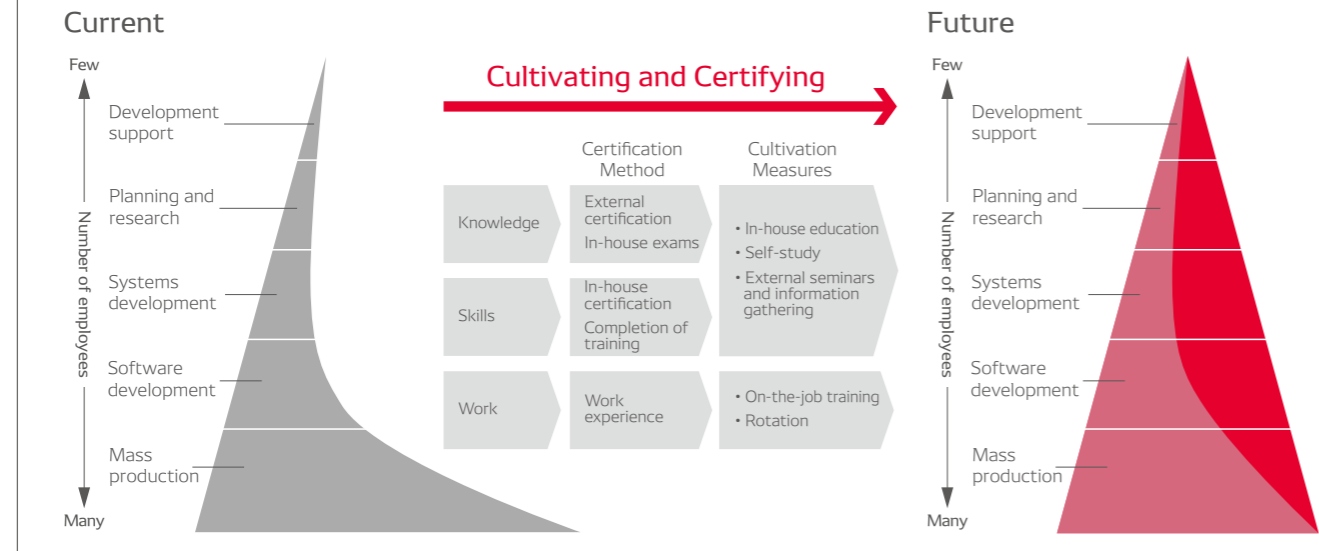 Current
Few
Development
support
Planning and
research
Systems
development
Software
development
Mass
production
Number of employees
Many
Cultivating and Certifying
Certification
Method
Cultivation
Measures
Knowledge
External
certification
In-house exams
Skills
In-house
certification
Completion of
training
• In-house education
• Self-study
• External seminars
and information
gathering
Work
Work
experience
• On-the-job training
• Rotation
Future
Few
Development
support
Planning and
research
Systems
development
Software
development
Mass
production
Number of employees
Many